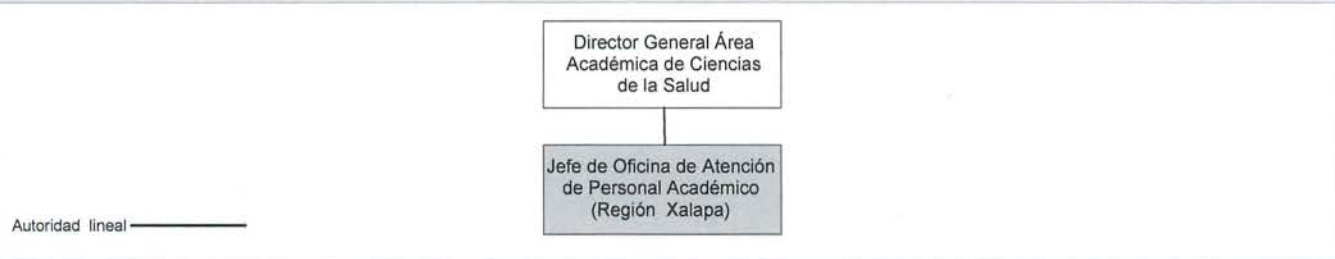 Director General Área
Académica de Ciencias
de la Salud
Jefe de Oficina de Atención
de Personal Académico
(Región Xalapa)
Autoridad lineal